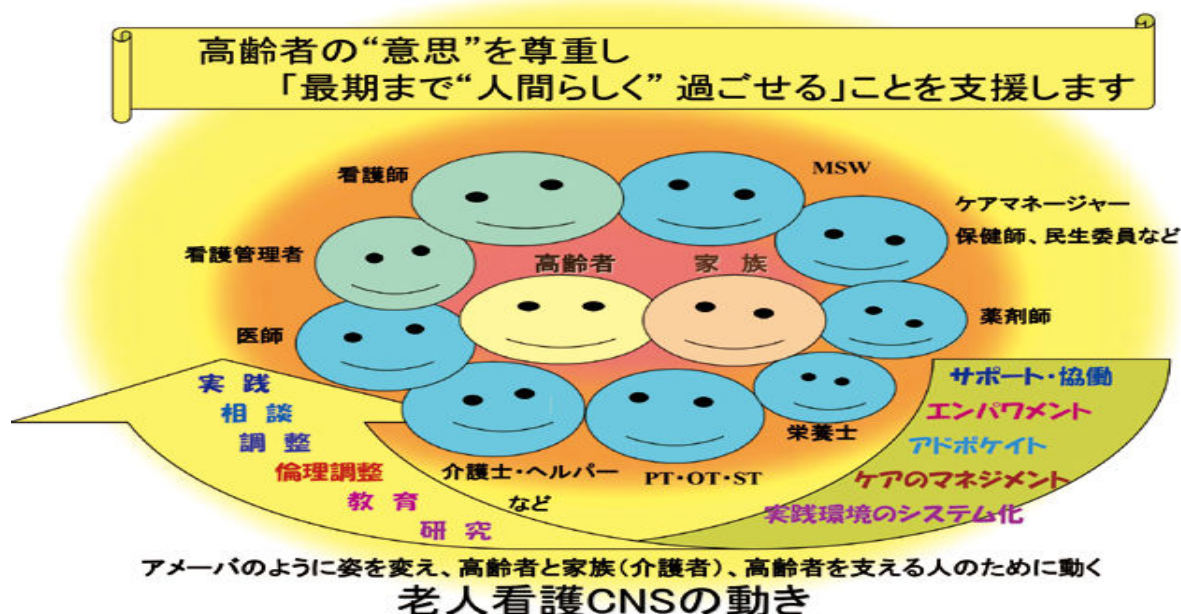 高齢者の“意思”を尊重し
「最期まで“人間らしく” 過ごせる」ことを支援します
看護師
MSW
ケアマネージャー
保健師、民生委員など
看護管理者
高齢者
家 族
医師
薬剤師
実 践
相 談
調 整
倫理調整
教 育
研 究
介護士・ヘルパー
など
PT・OT・ST
栄養士
サポート・協働
エンパワメント
アドボケイト
ケアのマネジメント
実践環境のシステム化
アメーバのように姿を変え、高齢者と家族(介護者)、高齢者を支える人のために動く
老人看護CNSの動き